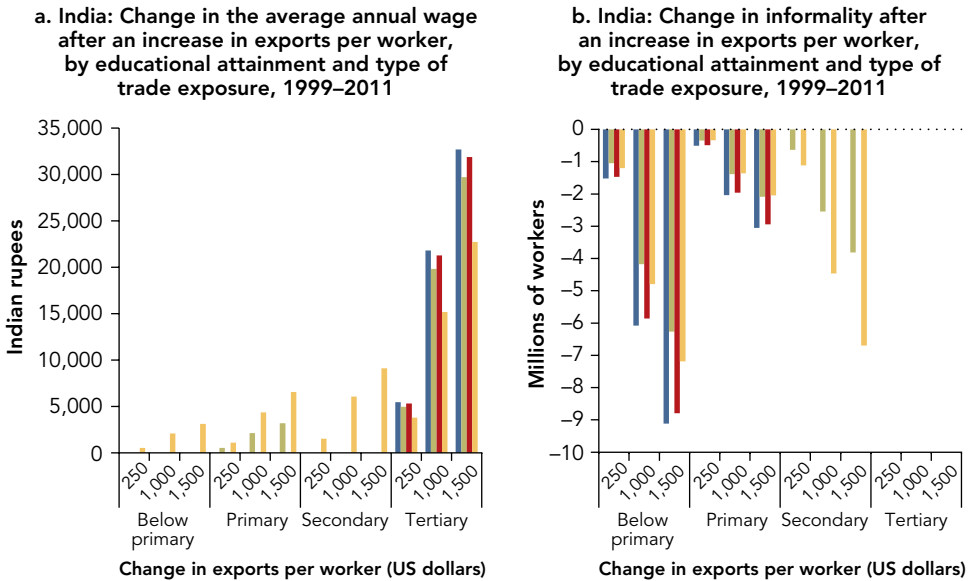 a. India: Change in the average annual wage
after an increase in exports per worker,
by educational attainment and type of
trade exposure, 1999–2011
35,000
30,000
25,000
20,000
15,000
10,000
5,000
0
Indian rupees
250
1,000
1,500
250
1,000
1,500
250
1,000
1,500
250
1,000
1,500
Below
primary
Primary
Secondary
Tertiary
Change in exports per worker (US dollars)
b. India: Change in informality after
an increase in exports per worker,
by educational attainment and type of
trade exposure, 1999–2011
0
–1
–2
–3
–4
–5
–6
–7
–8
–9
–10
Millions of workers
250
1,000
1,500
250
1,000
1,500
250
1,000
1,500
250
1,000
1,500
Below
primary
Primary
Secondary
Tertiary
Change in exports per worker (US dollars)